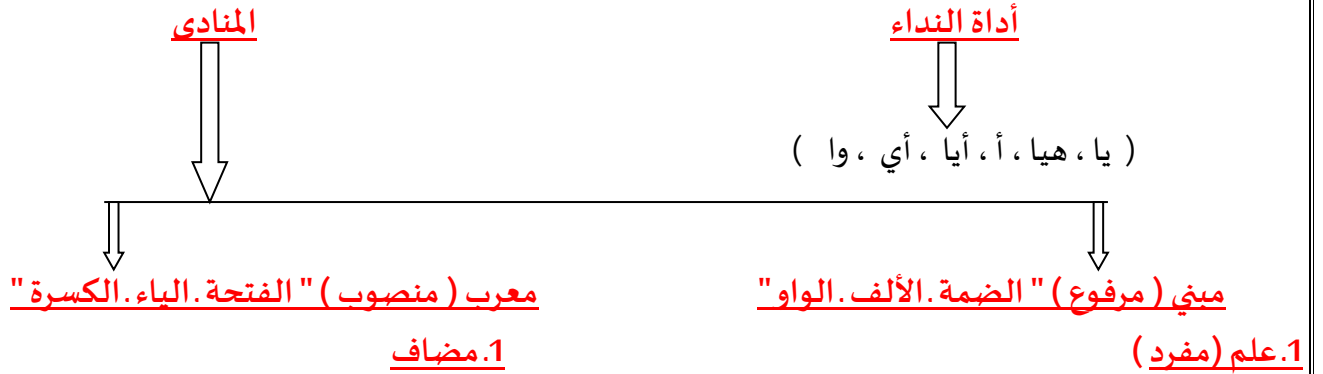 أداة النداء المنادى
( يا ، هيا ، أ ، أيا ، أي ، وا )
مبني ( مرفوع ) " الضمة . الألف . الواو " معرب ( منصوب ) " الفتحة . الياء . الكسرة "
1. علم (مفرد ) 1. مضاف